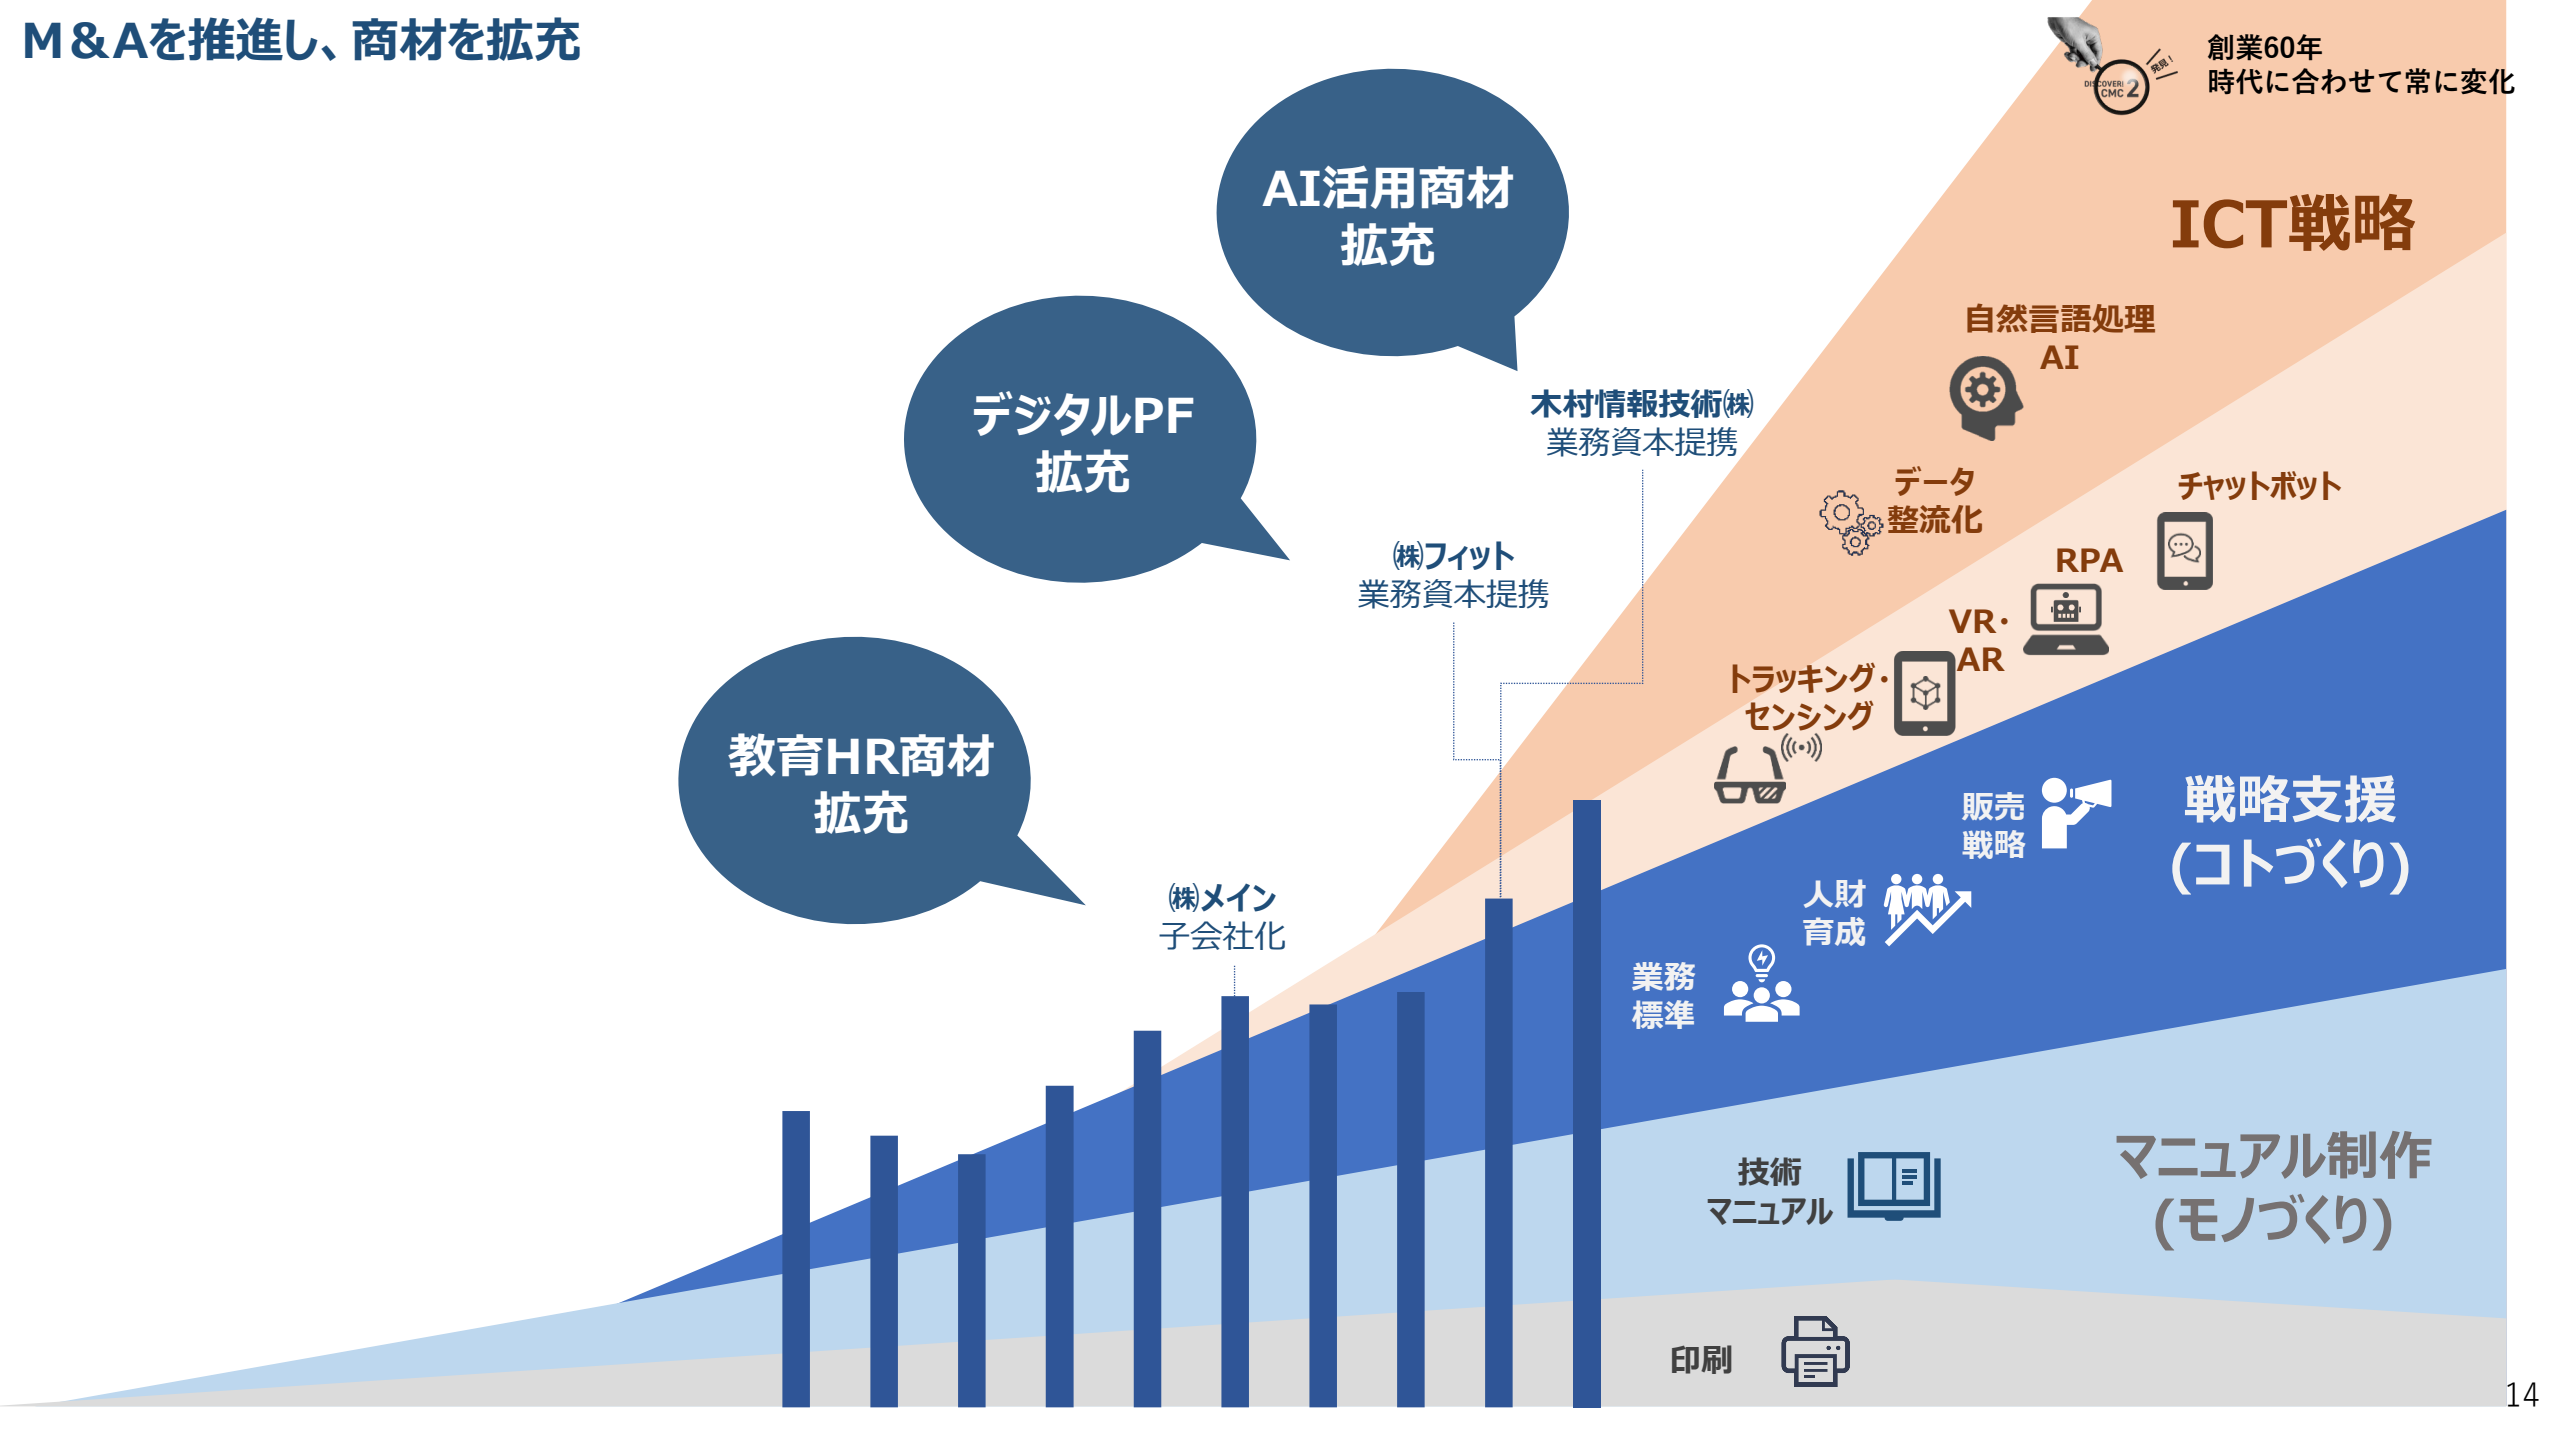 M＆Aを推進し、商材を拡充
発見！
DISCOVERI
CMC 2
創業60年
時代に合わせて常に変化
AI活用商材
拡充
ICT戦略
デジタルPF
拡充
自然言語処理
AI
木村情報技術㈱
業務資本提携
データ
整流化
チャットボット
㈱フィット
業務資本提携
RPA
VR・
AR
トラッキング・
センシング
教育HR商材
拡充
戦略支援
(コトづくり)
販売
戦略
㈱メイン
子会社化
人財
育成
業務
標準
マニュアル制作
(モノづくり)
技術
マニュアル
印刷
14